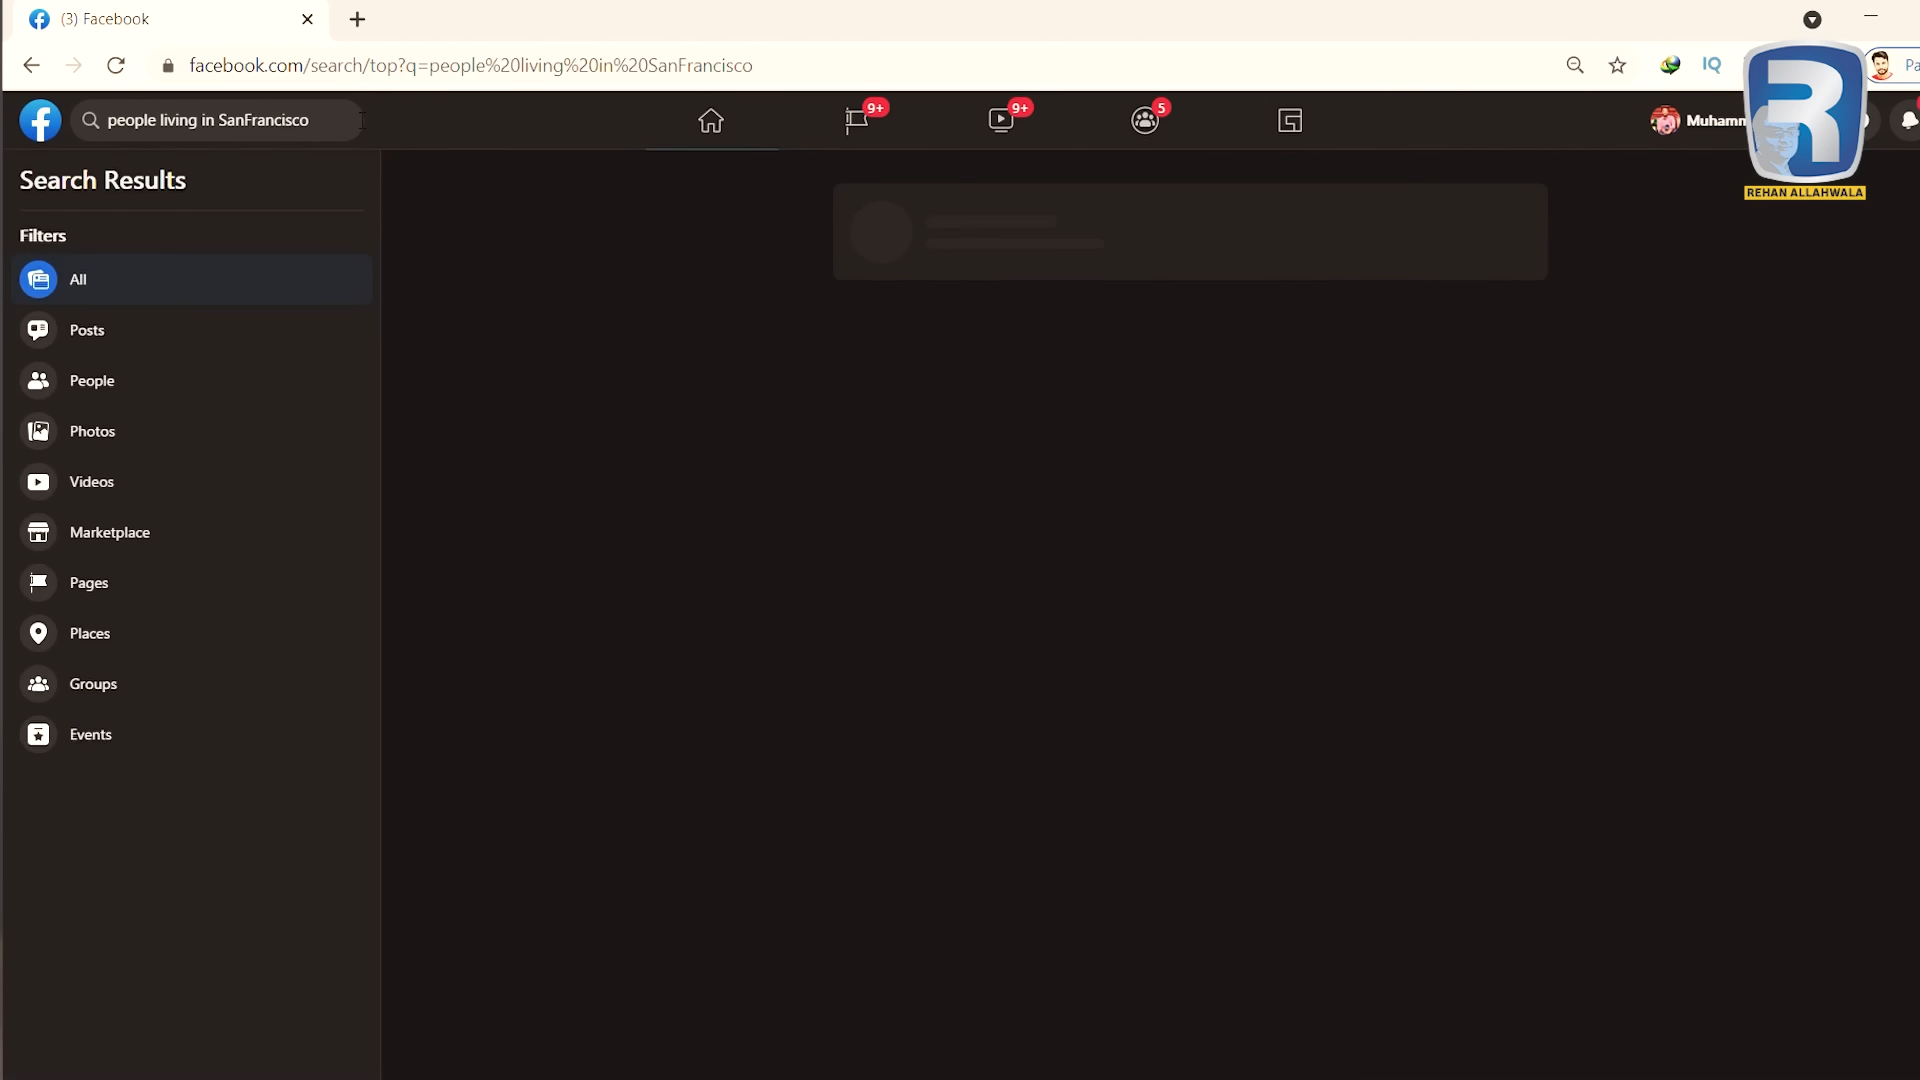 (3) Facebook
facebook.com/search/top?q=people%20living%20in%20SanFrancisco
IQ
Pa
people living in SanFrancisco
9+
9+
5
Muhamm
REHAN ALLAHWALA
Search Results
Filters
All
Posts
People
Photos
Videos
Marketplace
Pages
Places
Groups
Events